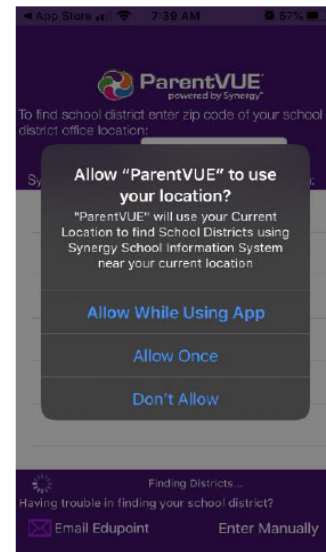 App Store 7:39 AM 57%
ParentVUE
powered by Synergy
To find school district enter zip code of your school
district office location:
Sy
Allow “ParentVUE” to use
your location?
"ParentVUE" will use your Current
Location to find School Districts using
Synergy School Information System
near your current location
Allow While Using App
Allow Once
Don’t Allow
Finding Districts...
Having trouble in finding your school district?
Email Edupoint Enter Manually